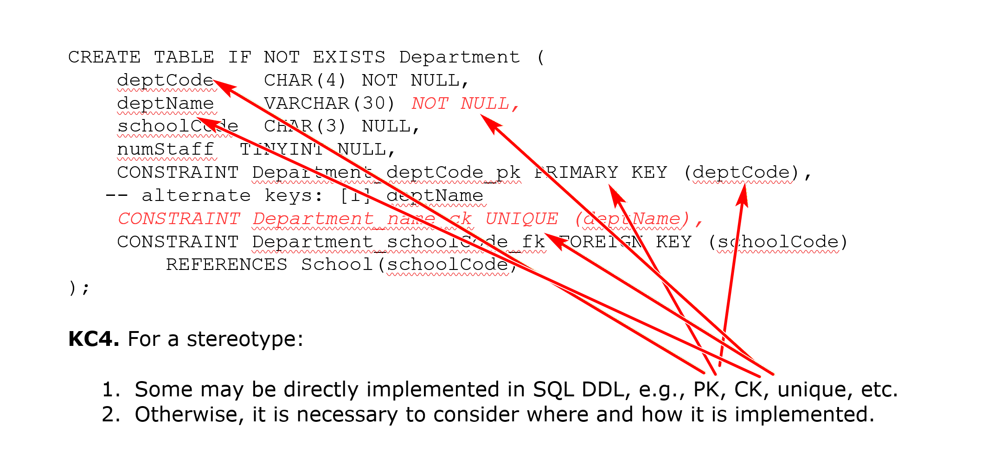 CREATE TABLE IF NOT EXISTS Department (
deptCode CHAR(4) NOT NULL,
deptName VARCHAR(30) NOT NULL,
schoolCode CHAR(3) NULL,
numStaff TINYINT NULL,
CONSTRAINT Department_deptCode_pk PRIMARY KEY (deptCode),
-- alternate keys: [1] deptName
CONSTRAINT Department_name_ck UNIQUE (deptName),
CONSTRAINT Department_schoolCode_fk FOREIGN KEY (schoolCode)
REFERENCES School(schoolCode)
);
KC4. For a stereotype:
1. Some may be directly implemented in SQL DDL, e.g., PK, CK, unique, etc.
2. Otherwise, it is necessary to consider where and how it is implemented.